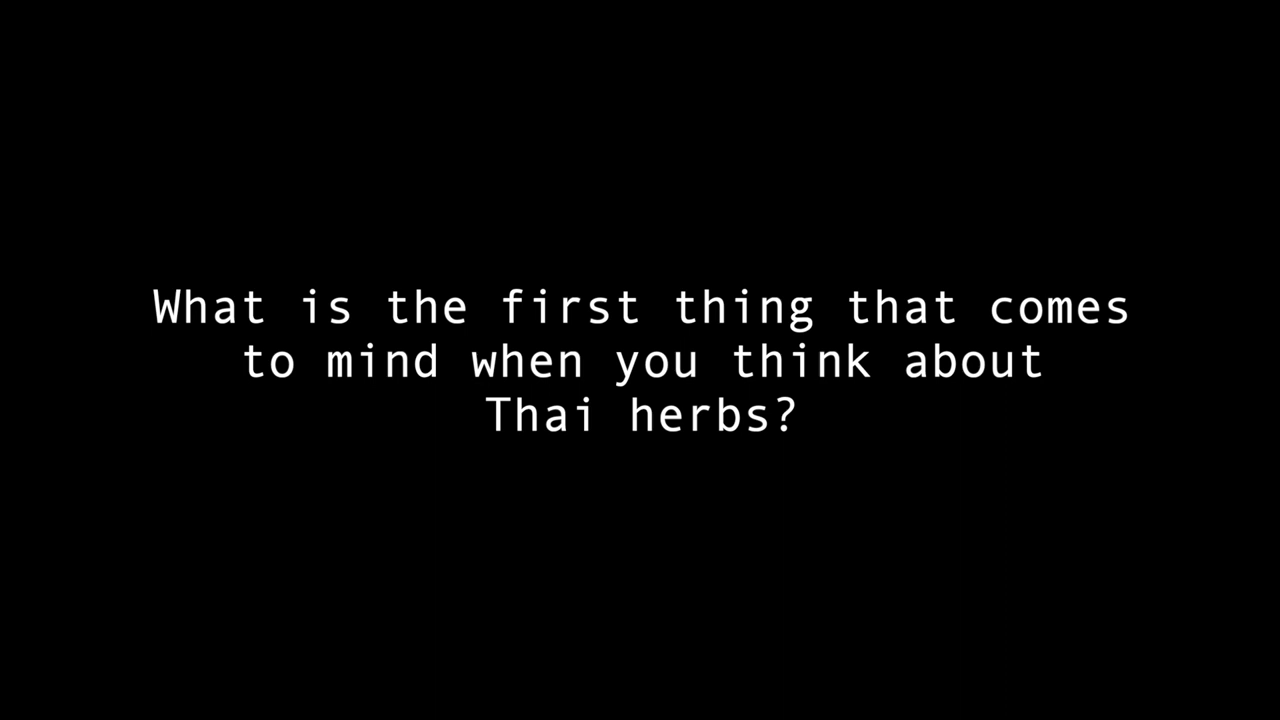 What is the first thing that comes
to mind when you think about
Thai herbs?